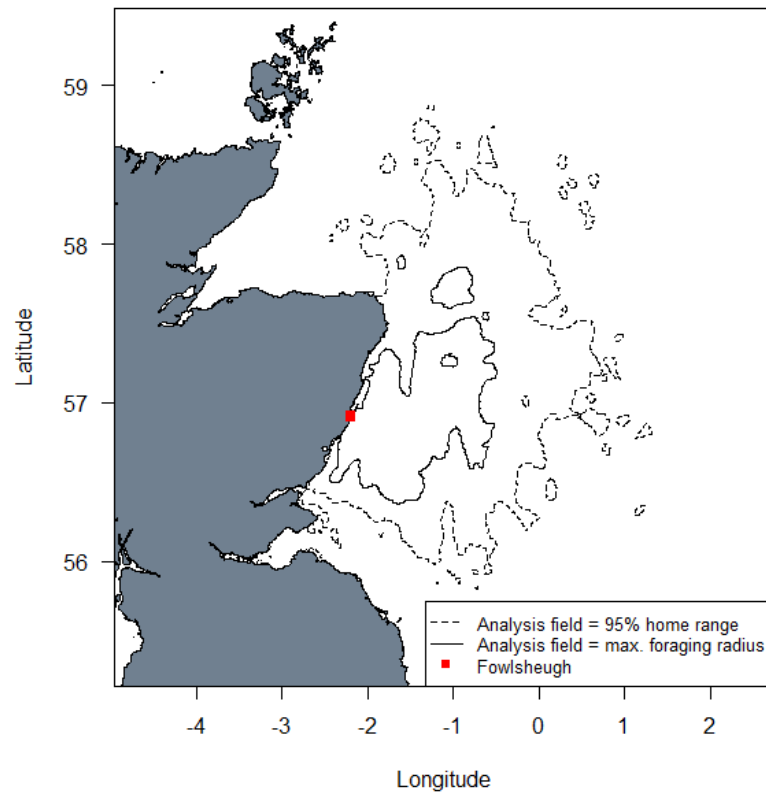 59
58
57
56
Latitude
Analysis field = 95% home range
Analysis field = max. foraging radius
Fowlsheugh
-4 -3 -2 -1 0 1 2
Longitude